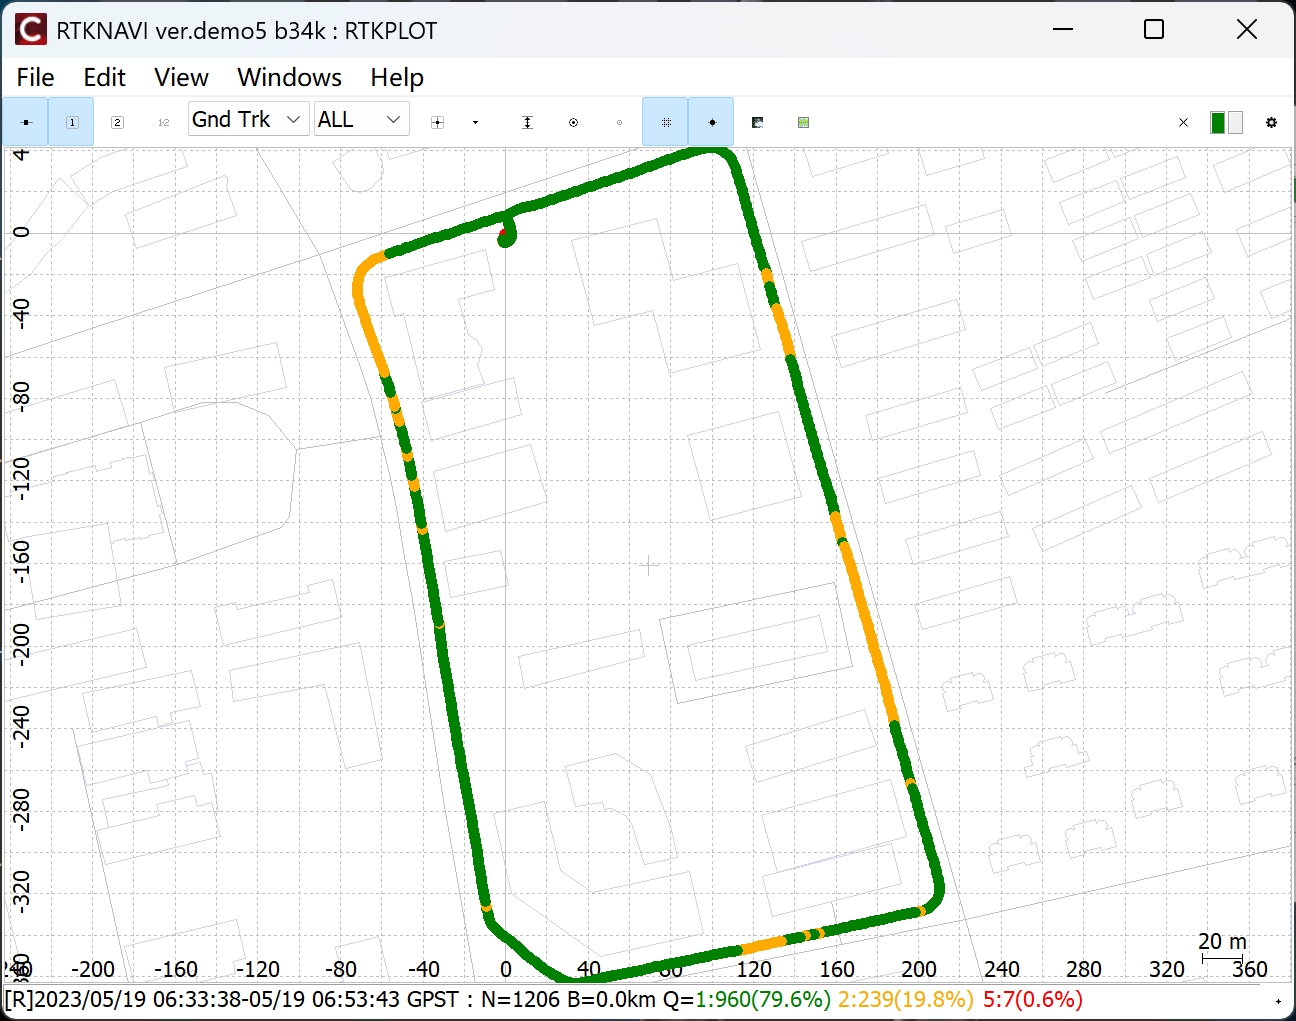 RTKNAVI ver.demo5 b34k : RTKPLOT
File Edit View Windows Help
1 2 1-2 Gnd Trk ALL
4
0
-40
-80
-120
-160
-200
-240
-280
-320
-200 -160 -120 -80 -40 0 40 80 120 160 200 240 280 320 360
20 m
[R]2023/05/19 06:33:38-05/19 06:53:43 GPST : N=1206 B=0.0km Q=1:960(79.6%) 2:239(19.8%) 5:7(0.6%)